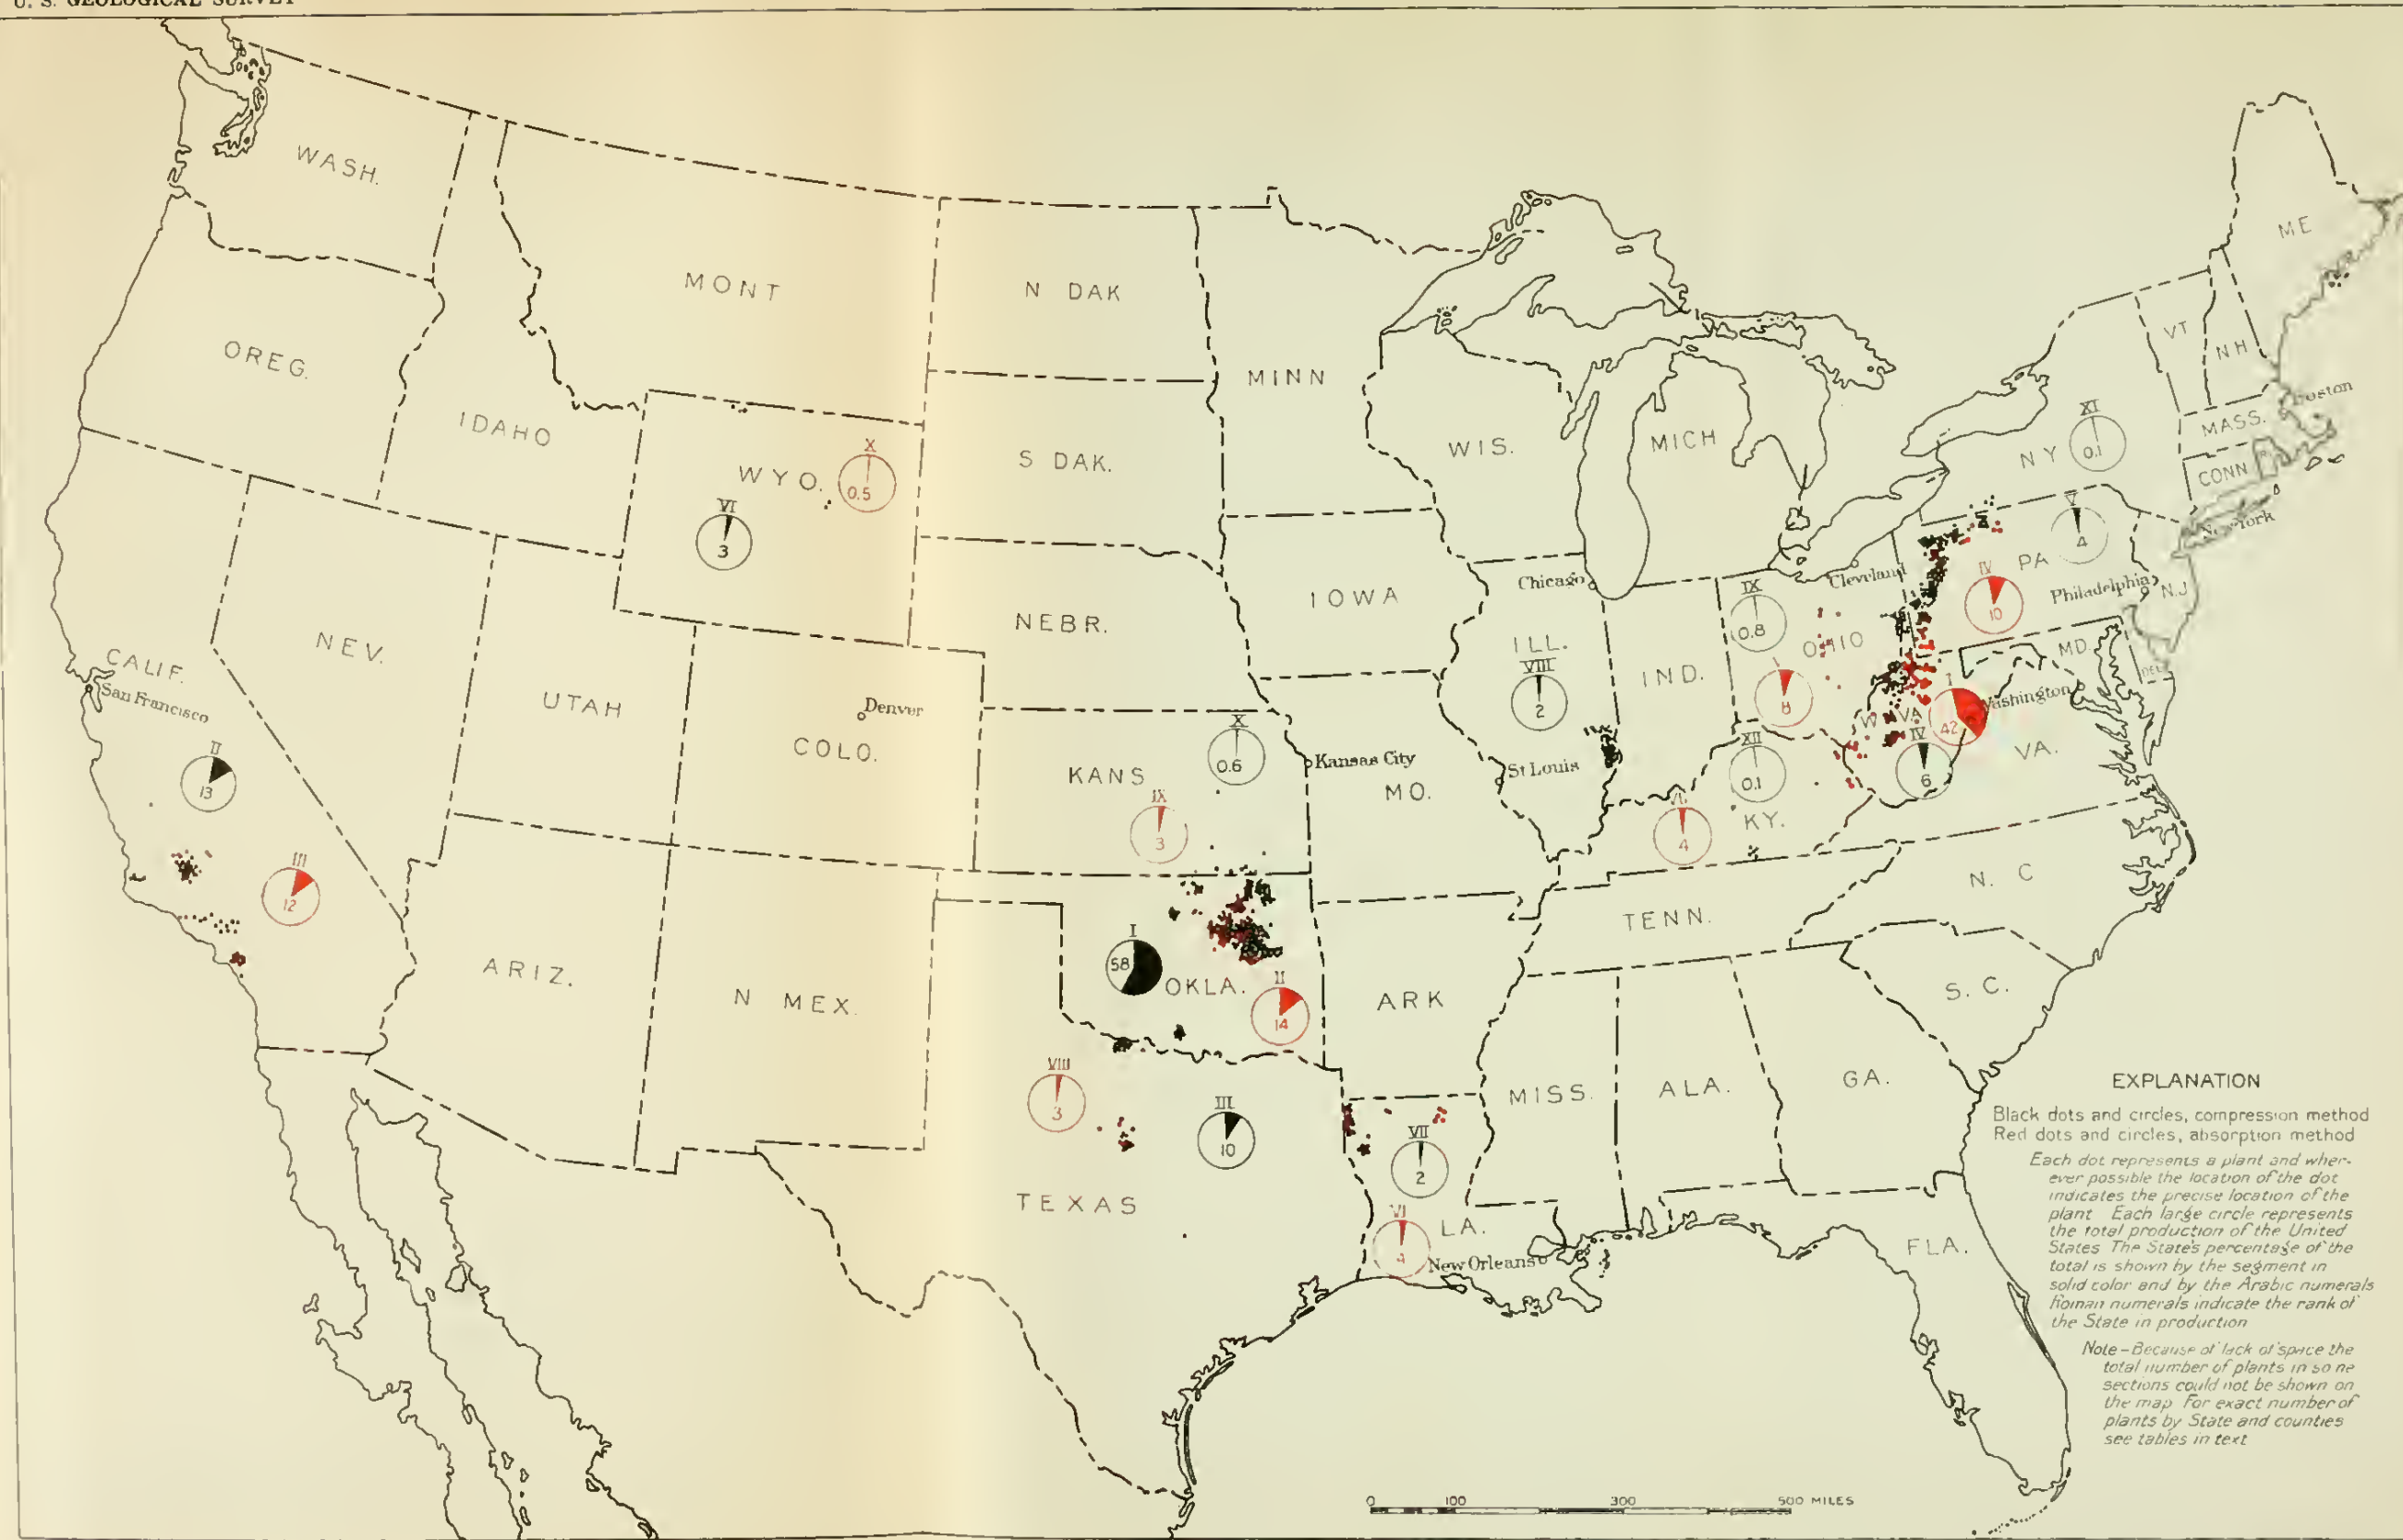 U. S. GEOLOGICAL SURVEY
WASH.
MONT
N DAK
MINN
ME
VT
NH
OREG.
IDAHO
WYO.
X
0.5
VI
3
S DAK.
WIS.
MICH
NY
XI
0.1
MASS.
Boston
CONN
New York
V
4
PA
IV
10
Philadelphia
N.J
NEBR.
IOWA
Chicago
Cleveland
IX
0.8
OHIO
8
ILL.
VIII
2
IND.
MD.
DEL
Washington
I
42
W VA
IV
6
VA.
CALIF.
San Francisco
NEV.
UTAH
Denver
COLO.
II
13
III
12
KANS
X
0.6
IX
3
Kansas City
MO.
St Louis
XII
0.1
KY.
4
N. C
TENN.
ARIZ.
N MEX.
I
58
OKLA.
II
14
ARK
S. C.
MISS.
ALA.
GA.
VIII
3
III
10
TEXAS
VII
2
VI
4
LA.
New Orleans
FLA.
EXPLANATION
Black dots and circles, compression method
Red dots and circles, absorption method
Each dot represents a plant and wher-
ever possible the location of the dot
indicates the precise location of the
plant Each large circle represents
the total production of the United
States The State's percentage of the
total is shown by the segment in
solid color and by the Arabic numerals
Roman numerals indicate the rank of
the State in production
Note – Because of lack of space the
total number of plants in some
sections could not be shown on
the map For exact number of
plants by State and counties
see tables in text
0 100 300 500 MILES